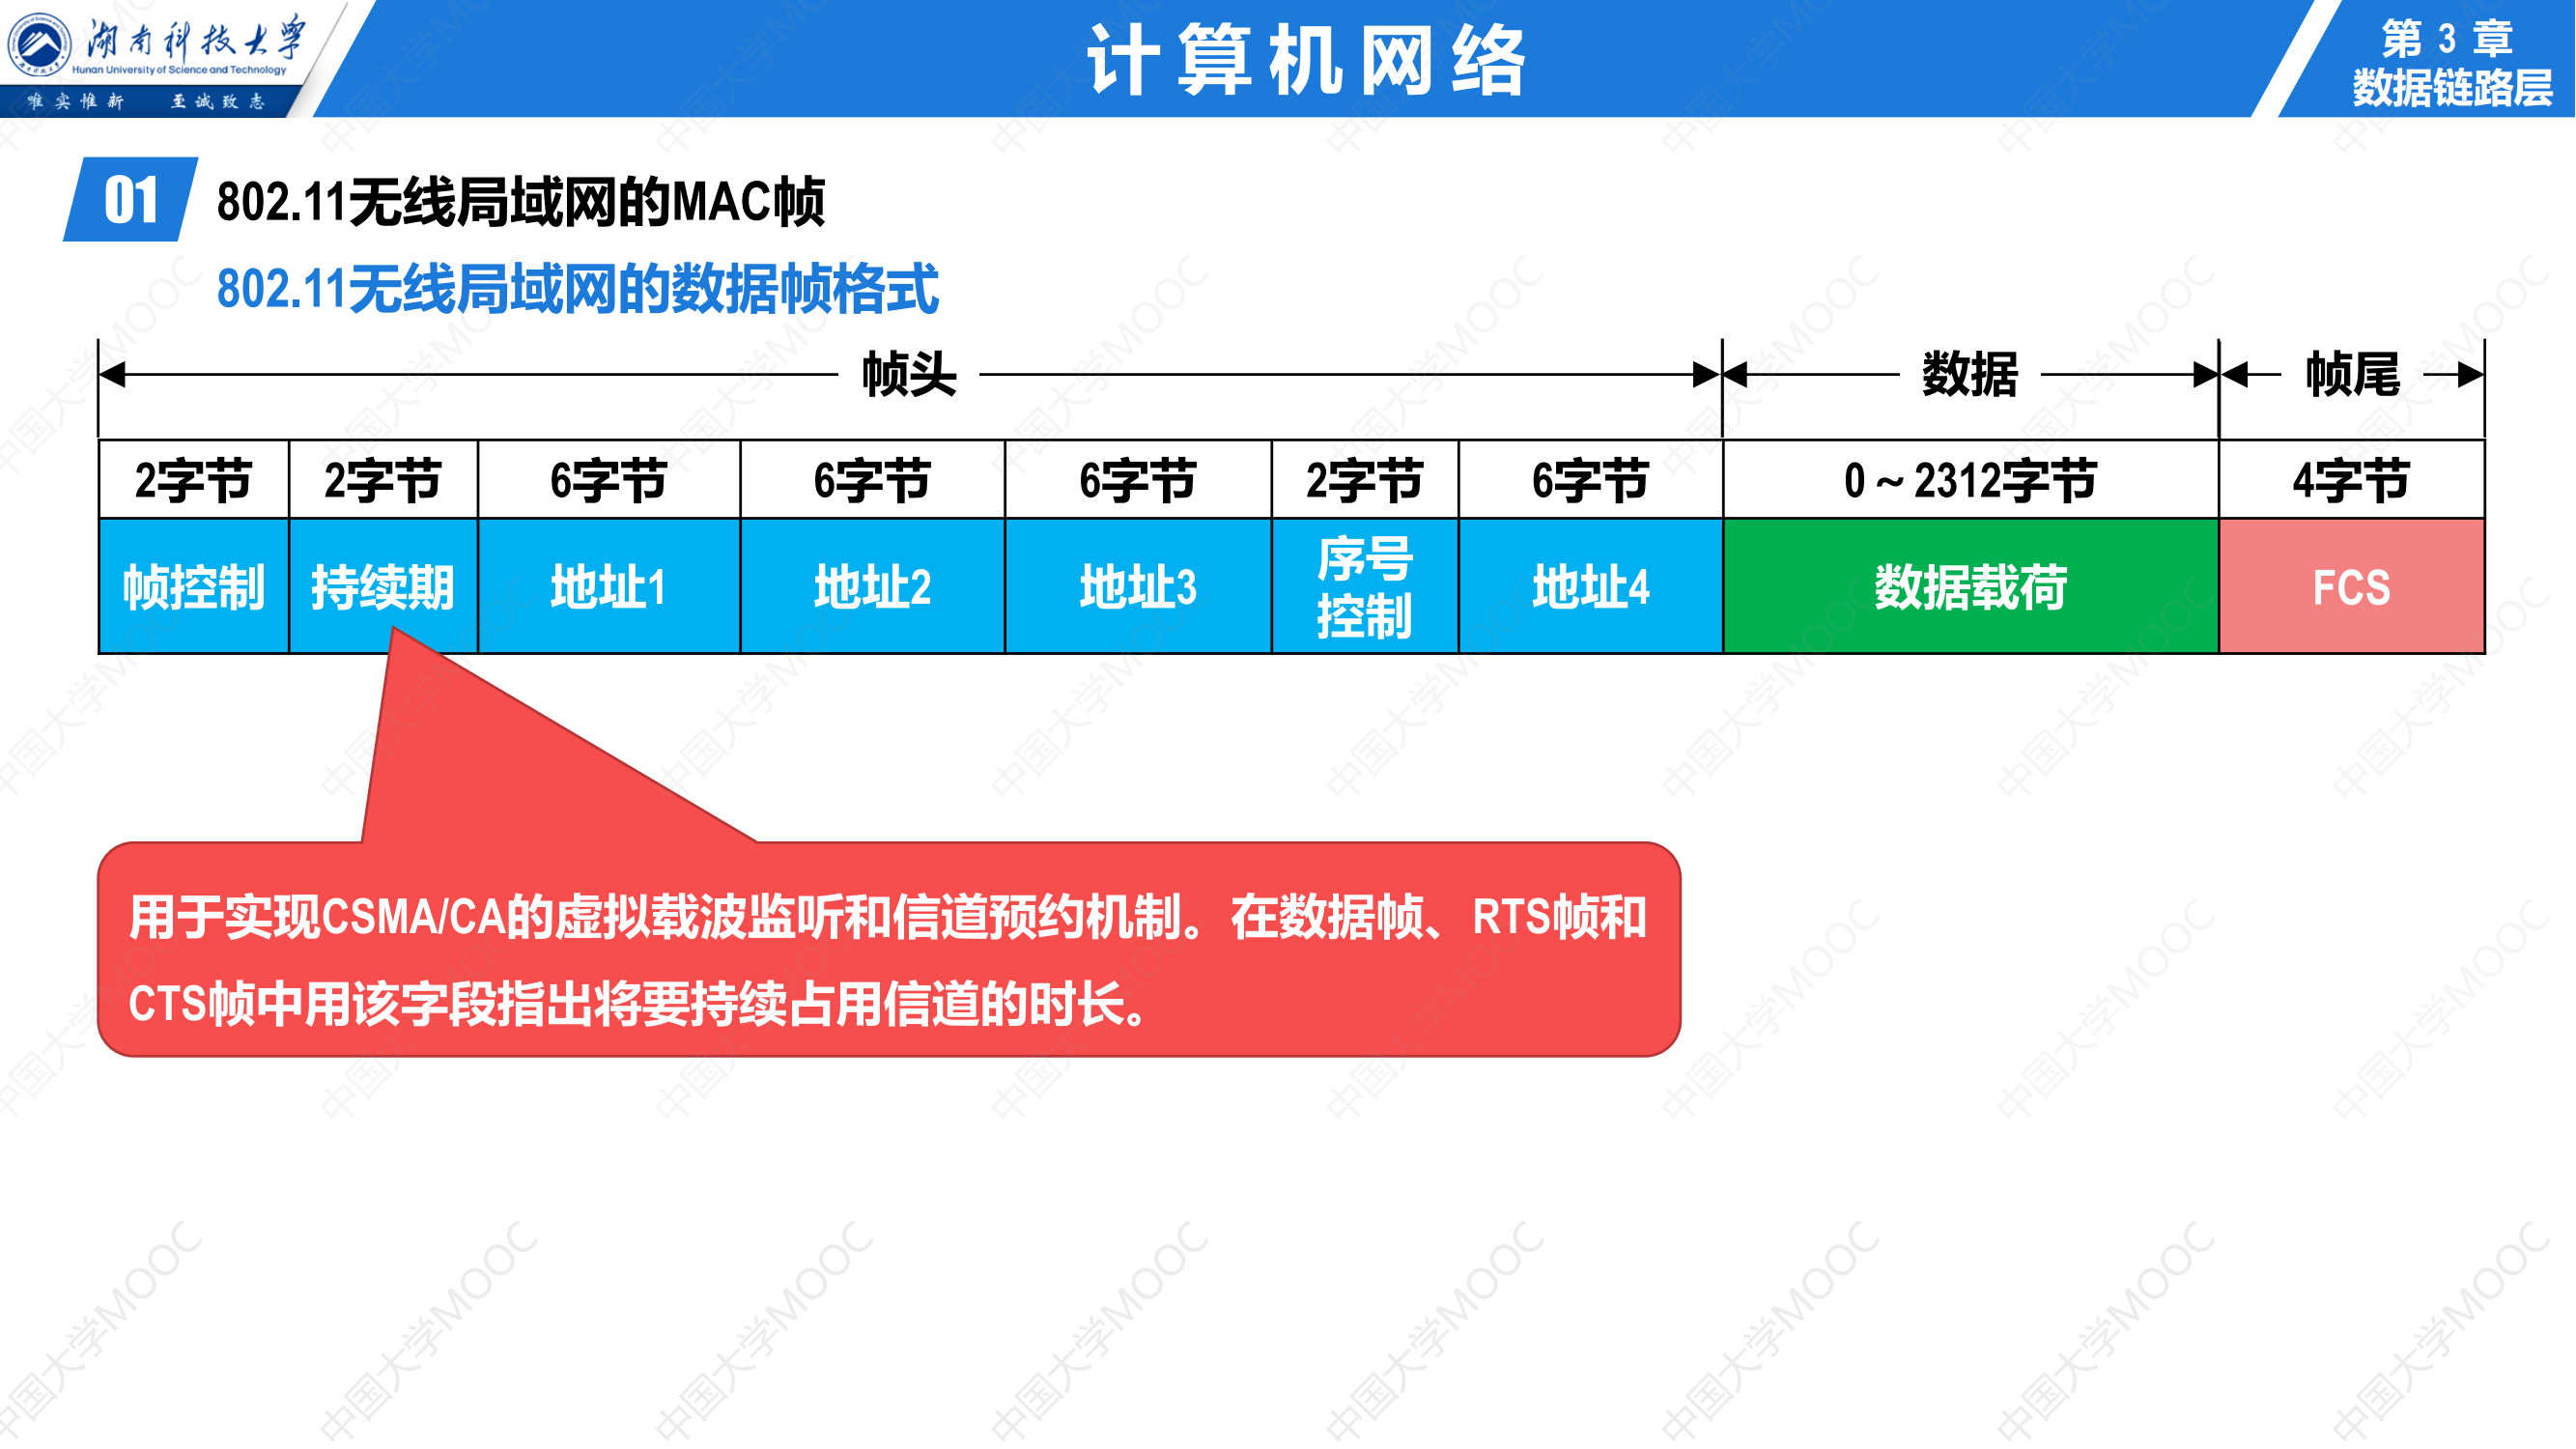 湖南科技大学
Hunan University of Science and Technology
唯实惟新 至诚致志
计算机网络
第 3 章
数据链路层
01
802.11无线局域网的MAC帧
802.11无线局域网的数据帧格式
帧头 数据 帧尾
2字节 2字节 6字节 6字节 6字节 2字节 6字节 0～2312字节 4字节
帧控制 持续期 地址1 地址2 地址3 序号控制 地址4 数据载荷 FCS
用于实现CSMA/CA的虚拟载波监听和信道预约机制。在数据帧、RTS帧和
CTS帧中用该字段指出将要持续占用信道的时长。
中国大学MOOC